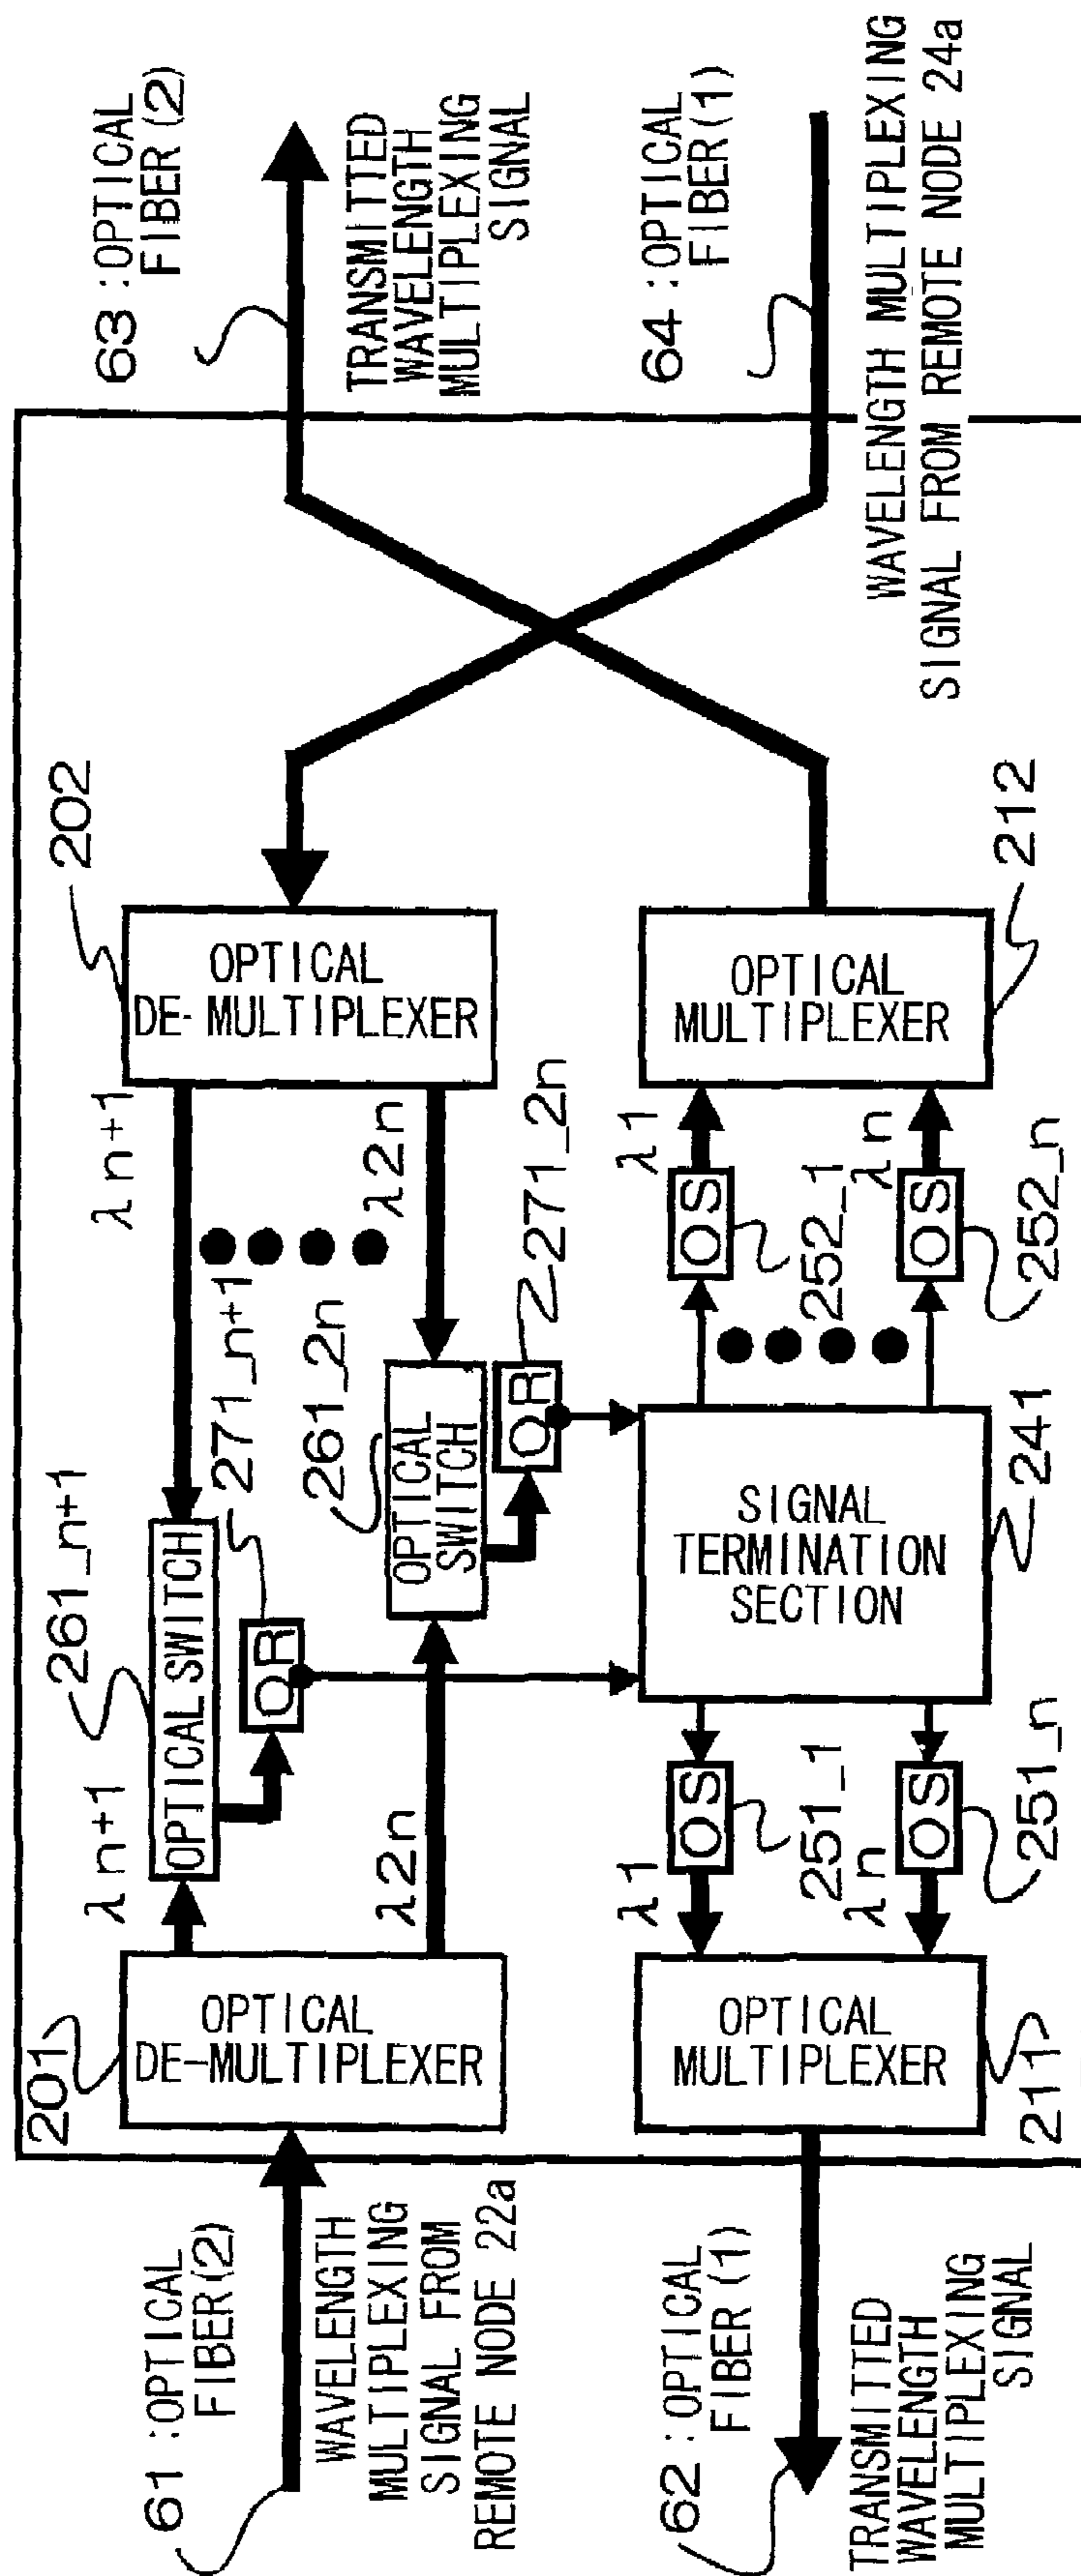 61 :OPTICAL
FIBER(2)
WAVELENGTH
MULTIPLEXING
SIGNAL FROM
REMOTE NODE 22a
62 :OPTICAL
FIBER (1)
TRANSMITTED
WAVELENGTH
MULTIPLEXING
SIGNAL
201
OPTICAL
DE-MULTIPLEXER
λn+1
λ2n
OPTICAL SWITCH
261_n+1
OR
271_n+1
λn+1
261_2n
OPTICAL
SWITCH
λ2n
OR
271_2n
202
OPTICAL
DE-MULTIPLEXER
OPTICAL
MULTIPLEXER
211
λ1
OS
251_1
λn
OS
251_n
SIGNAL
TERMINATION
SECTION
241
OS
λ1
252_1
OS
λn
252_n
OPTICAL
MULTIPLEXER
212
63 :OPTICAL
FIBER (2)
TRANSMITTED
WAVELENGTH
MULTIPLEXING
SIGNAL
64 :OPTICAL
FIBER(1)
WAVELENGTH MULTIPLEXING
SIGNAL FROM REMOTE NODE 24a